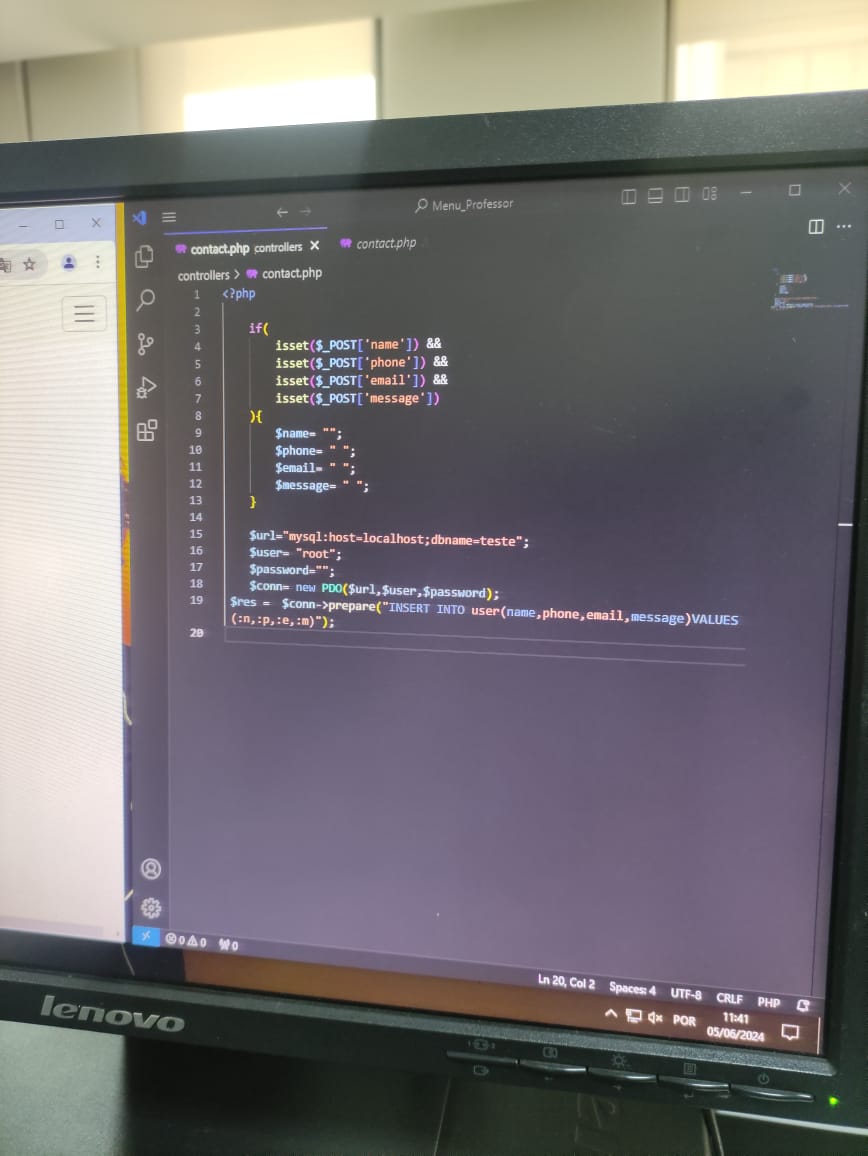 Menu_Professor
contact.php controllers
contact.php
controllers > contact.php
1 <?php
2
3 if(
4 isset($_POST['name']) &&
5 isset($_POST['phone']) &&
6 isset($_POST['email']) &&
7 isset($_POST['message'])
8 ){
9 $name= "";
10 $phone= " ";
11 $email= " ";
12 $message= " ";
13 }
14
15 $url="mysql:host=localhost;dbname=teste";
16 $user= "root";
17 $password="";
18 $conn= new PDO($url,$user,$password);
19 $res = $conn->prepare("INSERT INTO user(name,phone,email,message)VALUES
(:n,:p,:e,:m)");
20
0 0 0
Ln 20, Col 2 Spaces: 4 UTF-8 CRLF PHP
POR 11:41
05/06/2024
lenovo